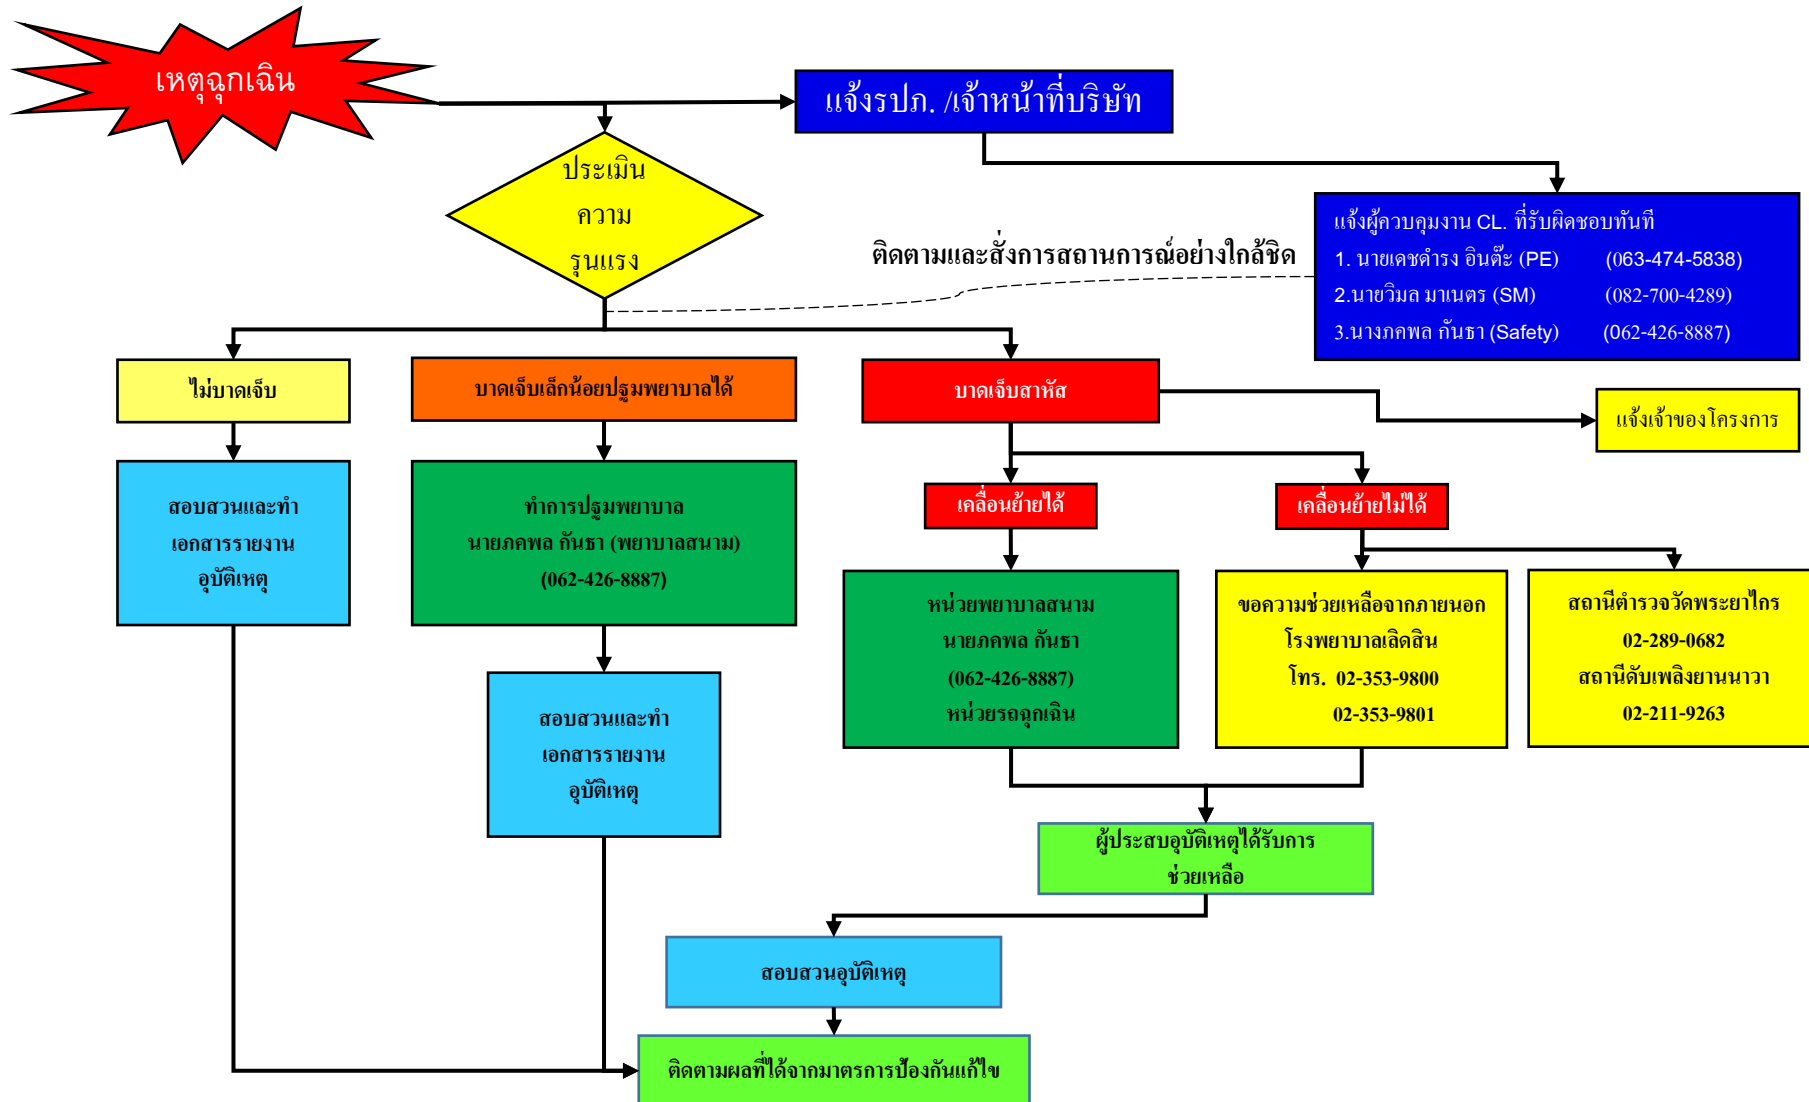 เหตุฉุกเฉิน
แจ้งรปภ. /เจ้าหน้าที่บริษัท
ประเมิน
ความ
รุนแรง
แจ้งผู้ควบคุมงาน CL. ที่รับผิดชอบทันที
1. นายเดชดำรง อินต๊ะ (PE) (063-474-5838)
2.นายวิมล มาเนตร (SM) (082-700-4289)
3.นางภคพล กันธา (Safety) (062-426-8887)
ติดตามและสั่งการสถานการณ์อย่างใกล้ชิด
ไม่บาดเจ็บ
บาดเจ็บเล็กน้อยปฐมพยาบาลได้
บาดเจ็บสาหัส
แจ้งเจ้าของโครงการ
สอบสวนและทำ
เอกสารรายงาน
อุบัติเหตุ
ทำการปฐมพยาบาล
นายภคพล กันธา (พยาบาลสนาม)
(062-426-8887)
เคลื่อนย้ายได้
เคลื่อนย้ายไม่ได้
หน่วยพยาบาลสนาม
นายภคพล กันธา
(062-426-8887)
หน่วยรถฉุกเฉิน
ขอความช่วยเหลือจากภายนอก
โรงพยาบาลเลิดสิน
โทร. 02-353-9800
02-353-9801
สถานีตำรวจวัดพระยาไกร
02-289-0682
สถานีดับเพลิงยานนาวา
02-211-9263
สอบสวนและทำ
เอกสารรายงาน
อุบัติเหตุ
ผู้ประสบอุบัติเหตุได้รับการ
ช่วยเหลือ
สอบสวนอุบัติเหตุ
ติดตามผลที่ได้จากมาตรการป้องกันแก้ไข